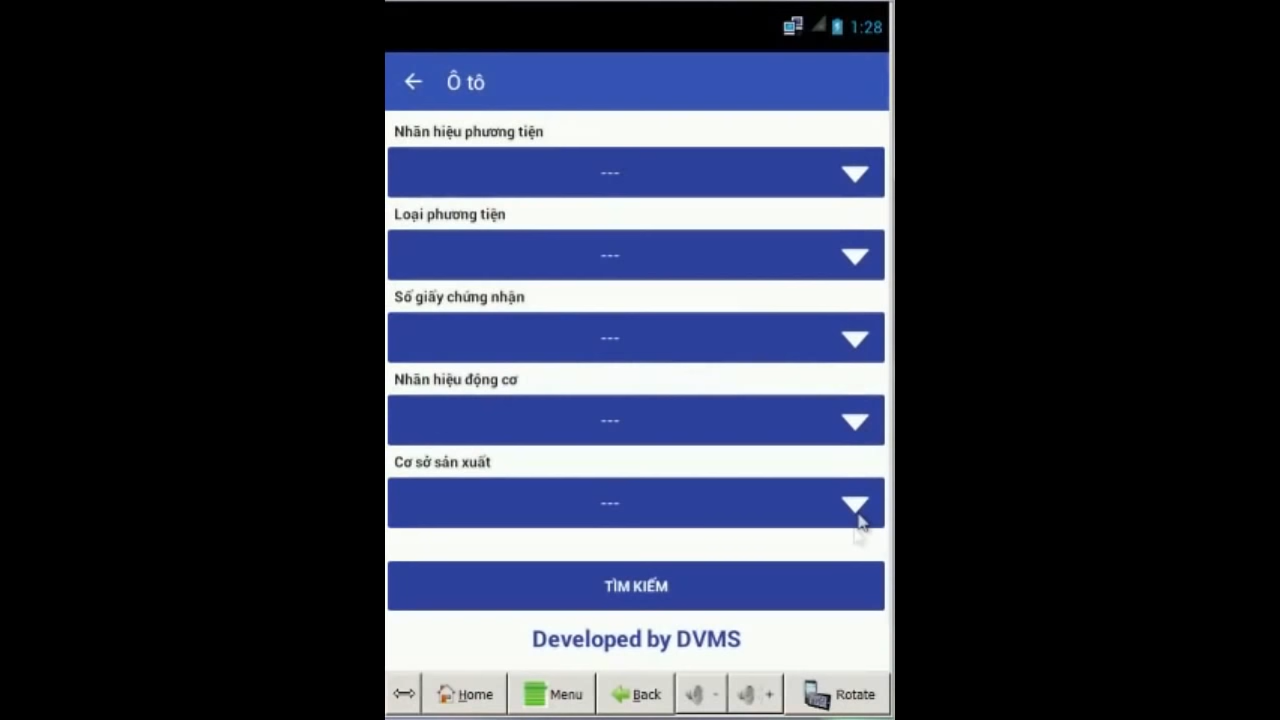 1:28
Ô tô
Nhãn hiệu phương tiện
---
Loại phương tiện
---
Số giấy chứng nhận
---
Nhãn hiệu động cơ
---
Cơ sở sản xuất
---
TÌM KIẾM
Developed by DVMS
Home Menu Back - + Rotate